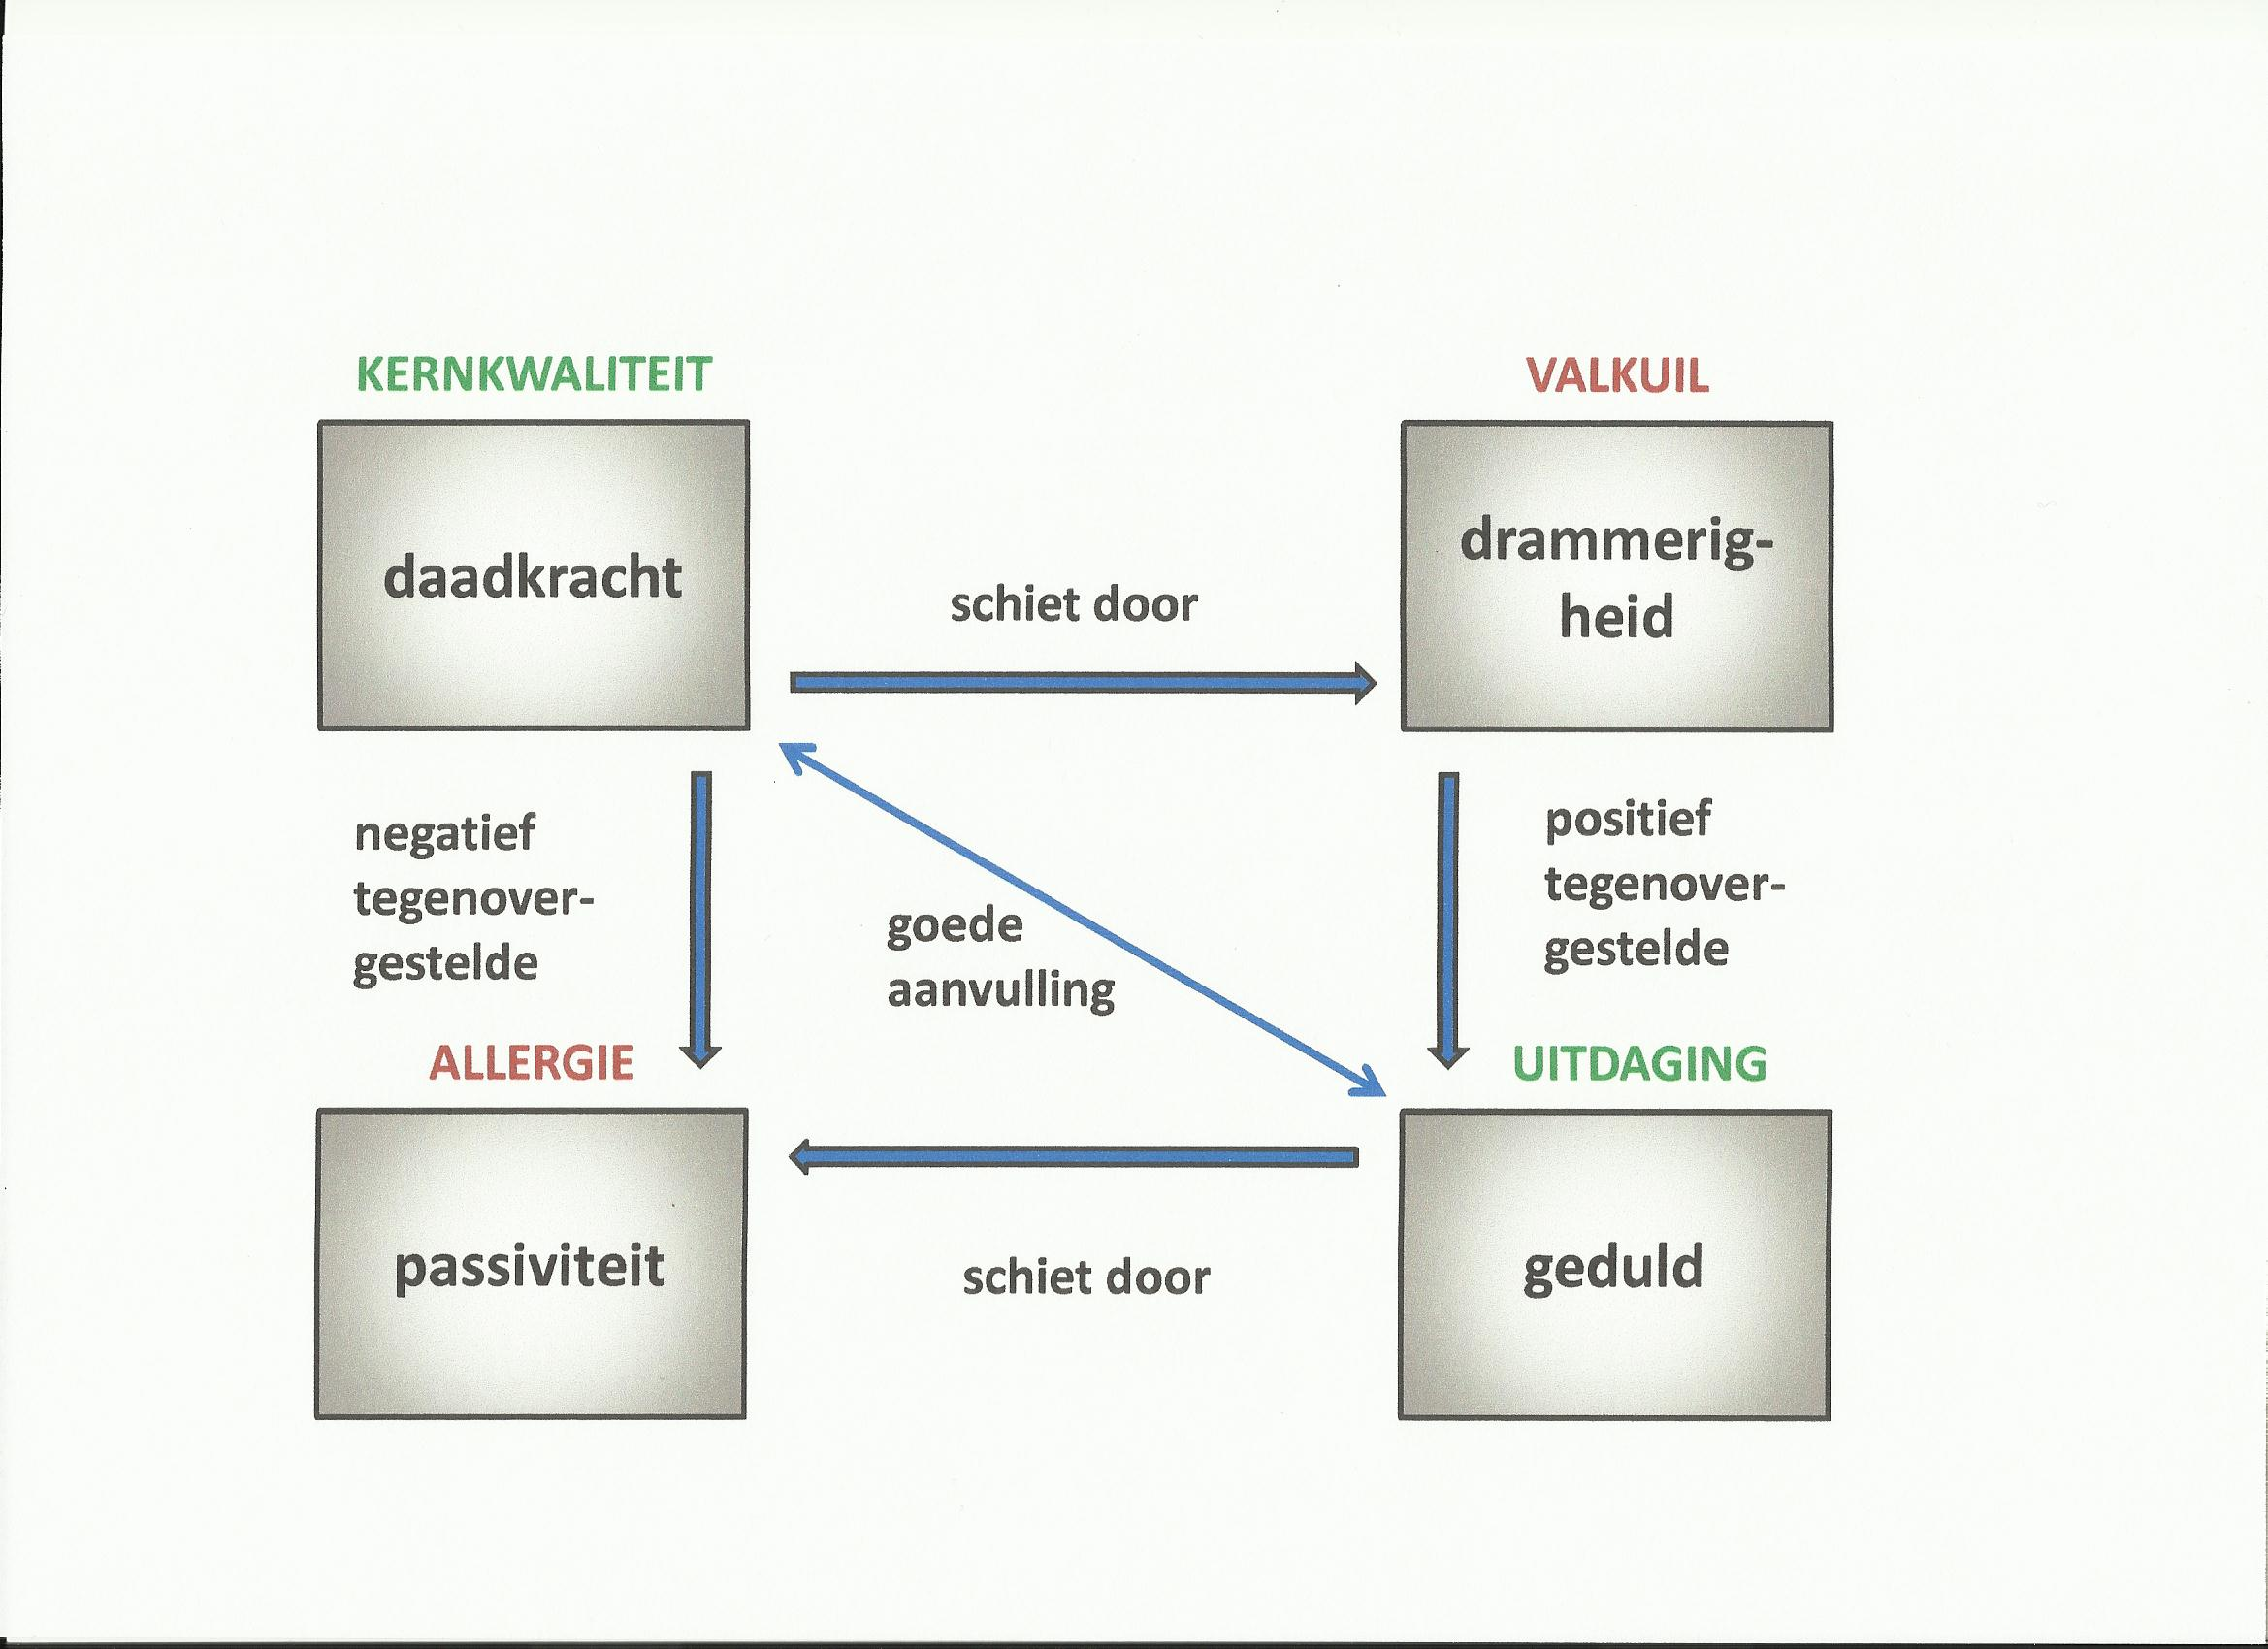 KERNKWALITEIT
VALKUIL
daadkracht
drammerig-
heid
schiet door
negatief
tegenover-
gestelde
goede
aanvulling
positief
tegenover-
gestelde
ALLERGIE
UITDAGING
passiviteit
geduld
schiet door